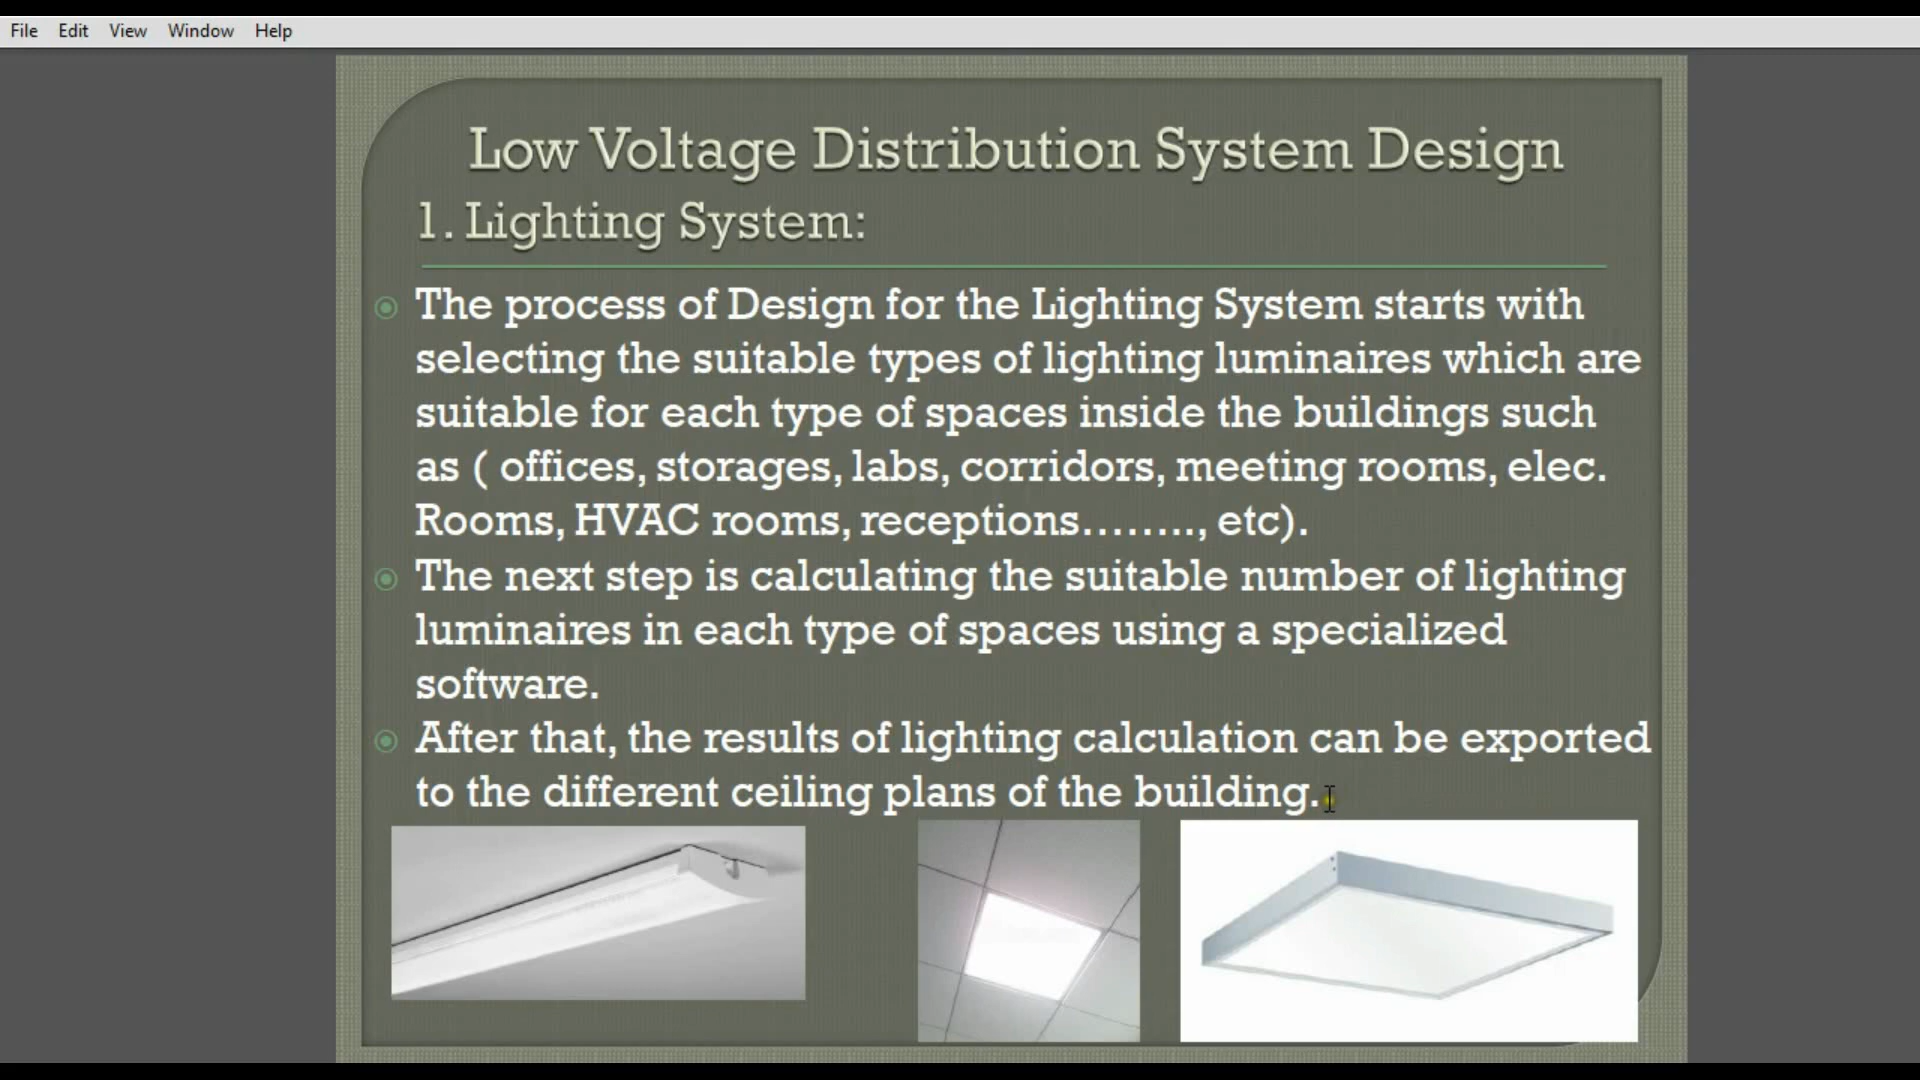 File Edit View Window Help
Low Voltage Distribution System Design
1. Lighting System:
The process of Design for the Lighting System starts with
selecting the suitable types of lighting luminaires which are
suitable for each type of spaces inside the buildings such
as ( offices, storages, labs, corridors, meeting rooms, elec.
Rooms, HVAC rooms, receptions........, etc).
The next step is calculating the suitable number of lighting
luminaires in each type of spaces using a specialized
software.
After that, the results of lighting calculation can be exported
to the different ceiling plans of the building.